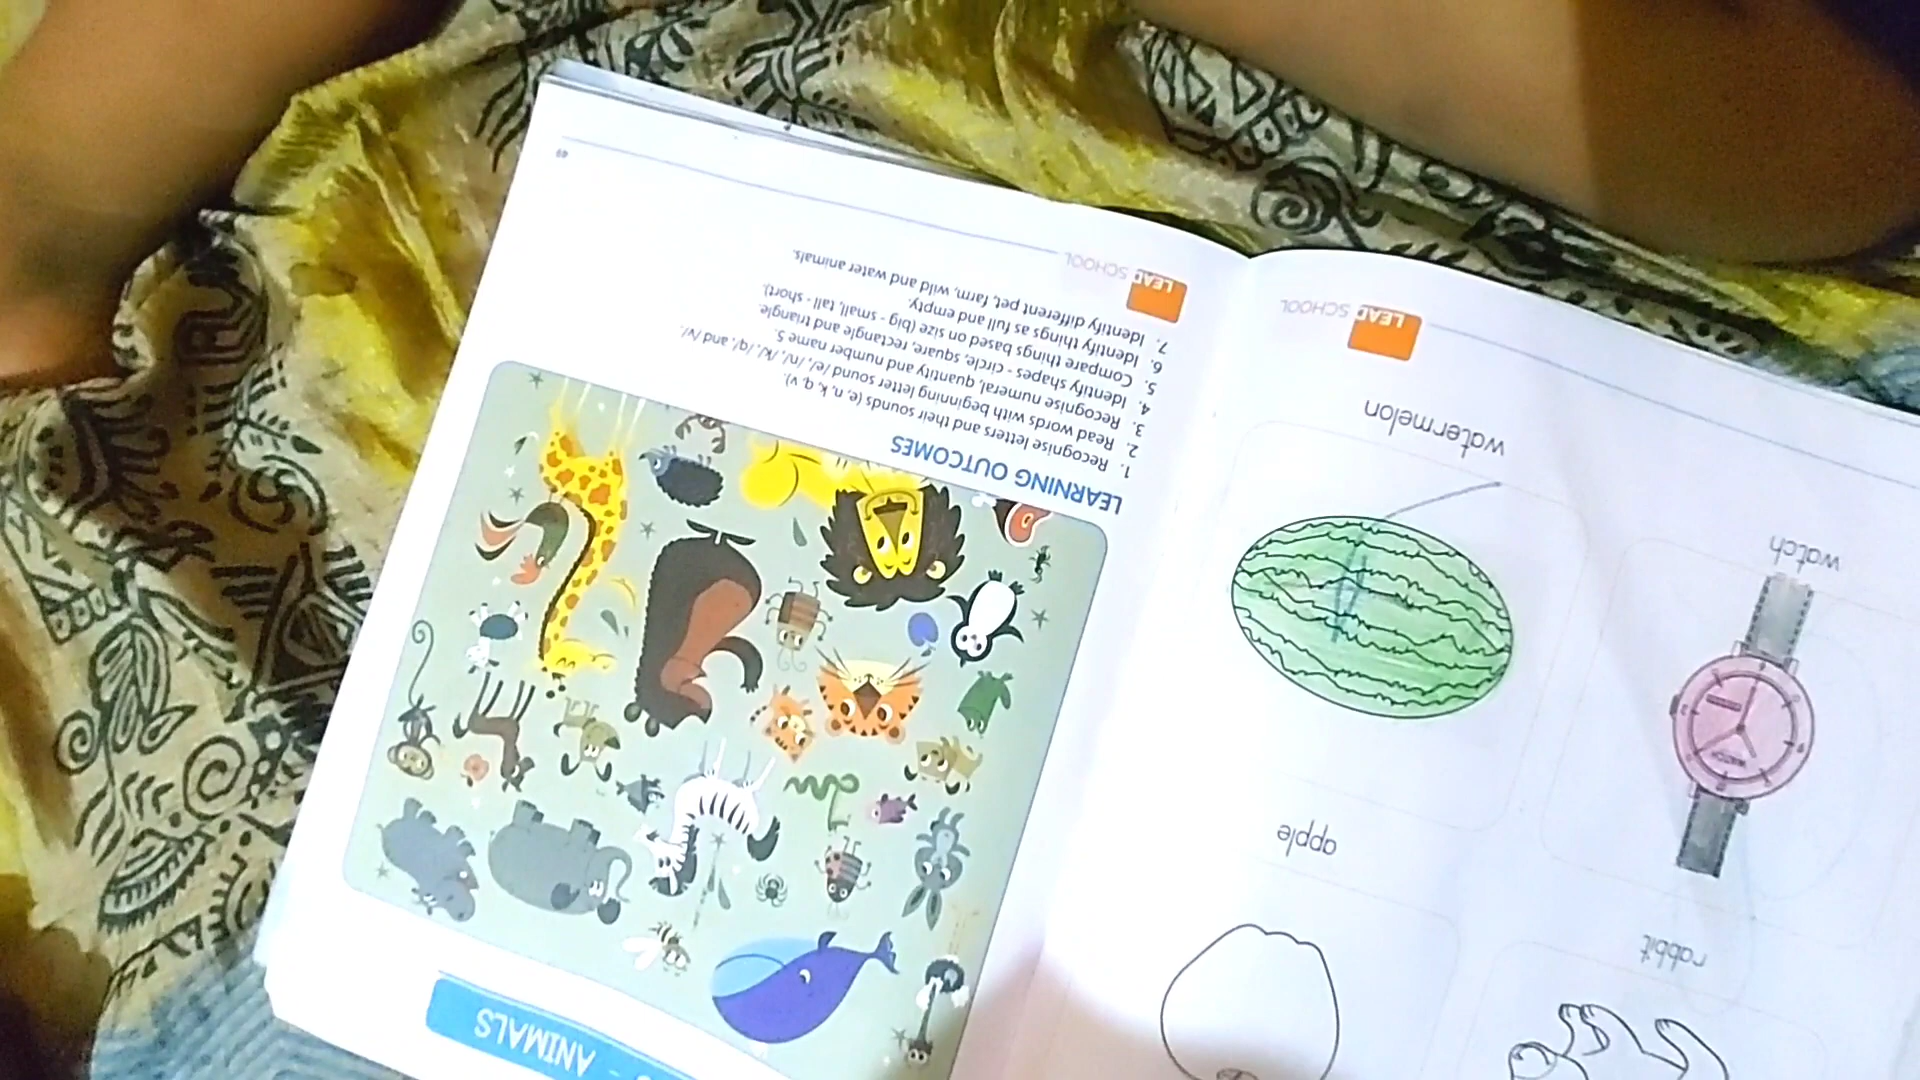 - ANIMALS
LEARNING OUTCOMES
1. Recognise letters and their sounds (e, n, k, q, v).
2. Read words with beginning letter sound /e/, /n/, /k/, /q/ and /v/.
3. Recognise numeral, quantity and number name 5.
4. Identify shapes - circle, square, rectangle and triangle.
5. Compare things based on size (big - small, tall - short).
6. Identify things as full and empty.
7. Identify different pet, farm, wild and water animals.
LEAD SCHOOL
49
rabbit
apple
watch
watermelon
LEAD SCHOOL